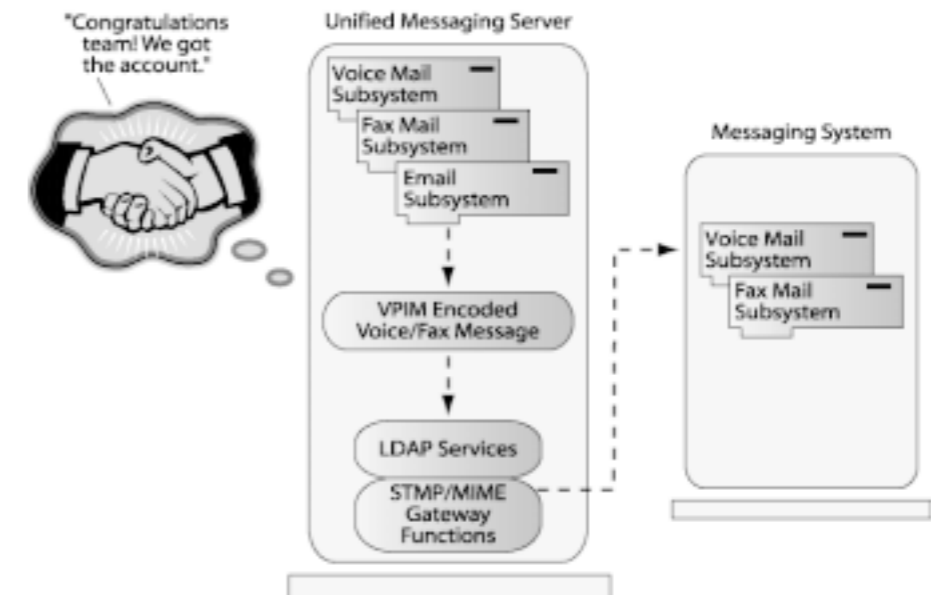 "Congratulations
team! We got
the account."
Unified Messaging Server
Voice Mail
Subsystem
Fax Mail
Subsystem
Email
Subsystem
VPIM Encoded
Voice/Fax Message
LDAP Services
STMP/MIME
Gateway
Functions
Messaging System
Voice Mail
Subsystem
Fax Mail
Subsystem